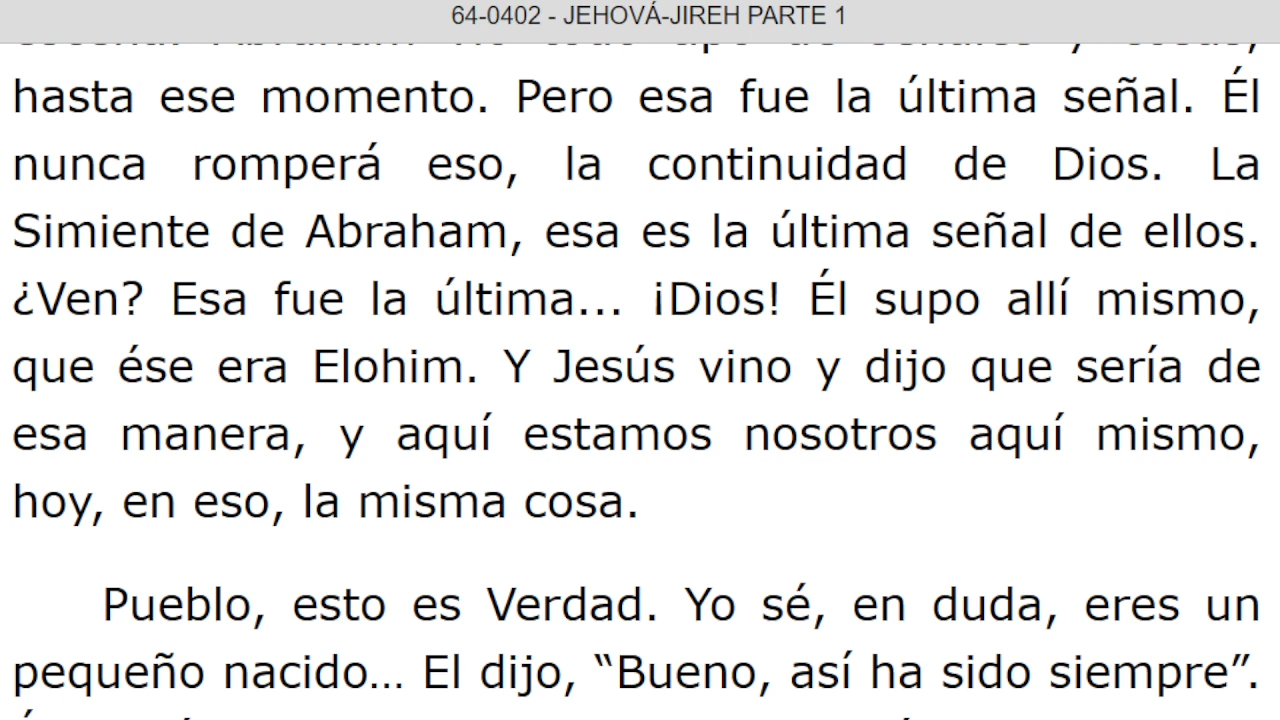 64-0402 - JEHOVÁ-JIREH PARTE 1
hasta ese momento. Pero esa fue la última señal. Él
nunca romperá eso, la continuidad de Dios. La
Simiente de Abraham, esa es la última señal de ellos.
¿Ven? Esa fue la última... ¡Dios! Él supo allí mismo,
que ése era Elohim. Y Jesús vino y dijo que sería de
esa manera, y aquí estamos nosotros aquí mismo,
hoy, en eso, la misma cosa.
Pueblo, esto es Verdad. Yo sé, en duda, eres un
pequeño nacido... El dijo, “Bueno, así ha sido siempre”.